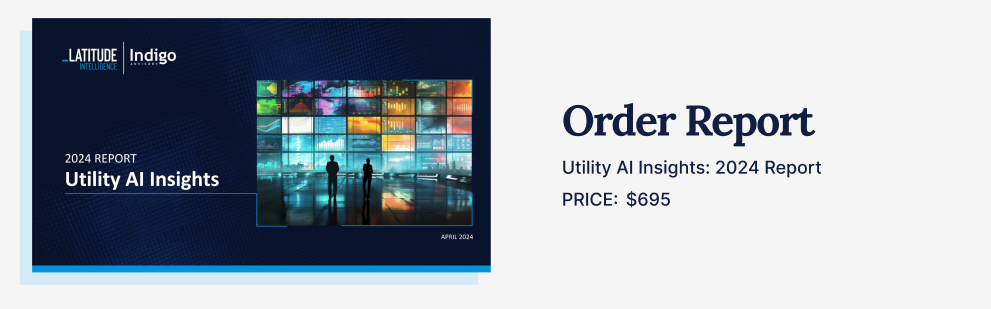 LATITUDE
INTELLIGENCE
Indigo
ADVISORY
2024 REPORT
Utility AI Insights
APRIL 2024
Order Report
Utility AI Insights: 2024 Report
PRICE: $695